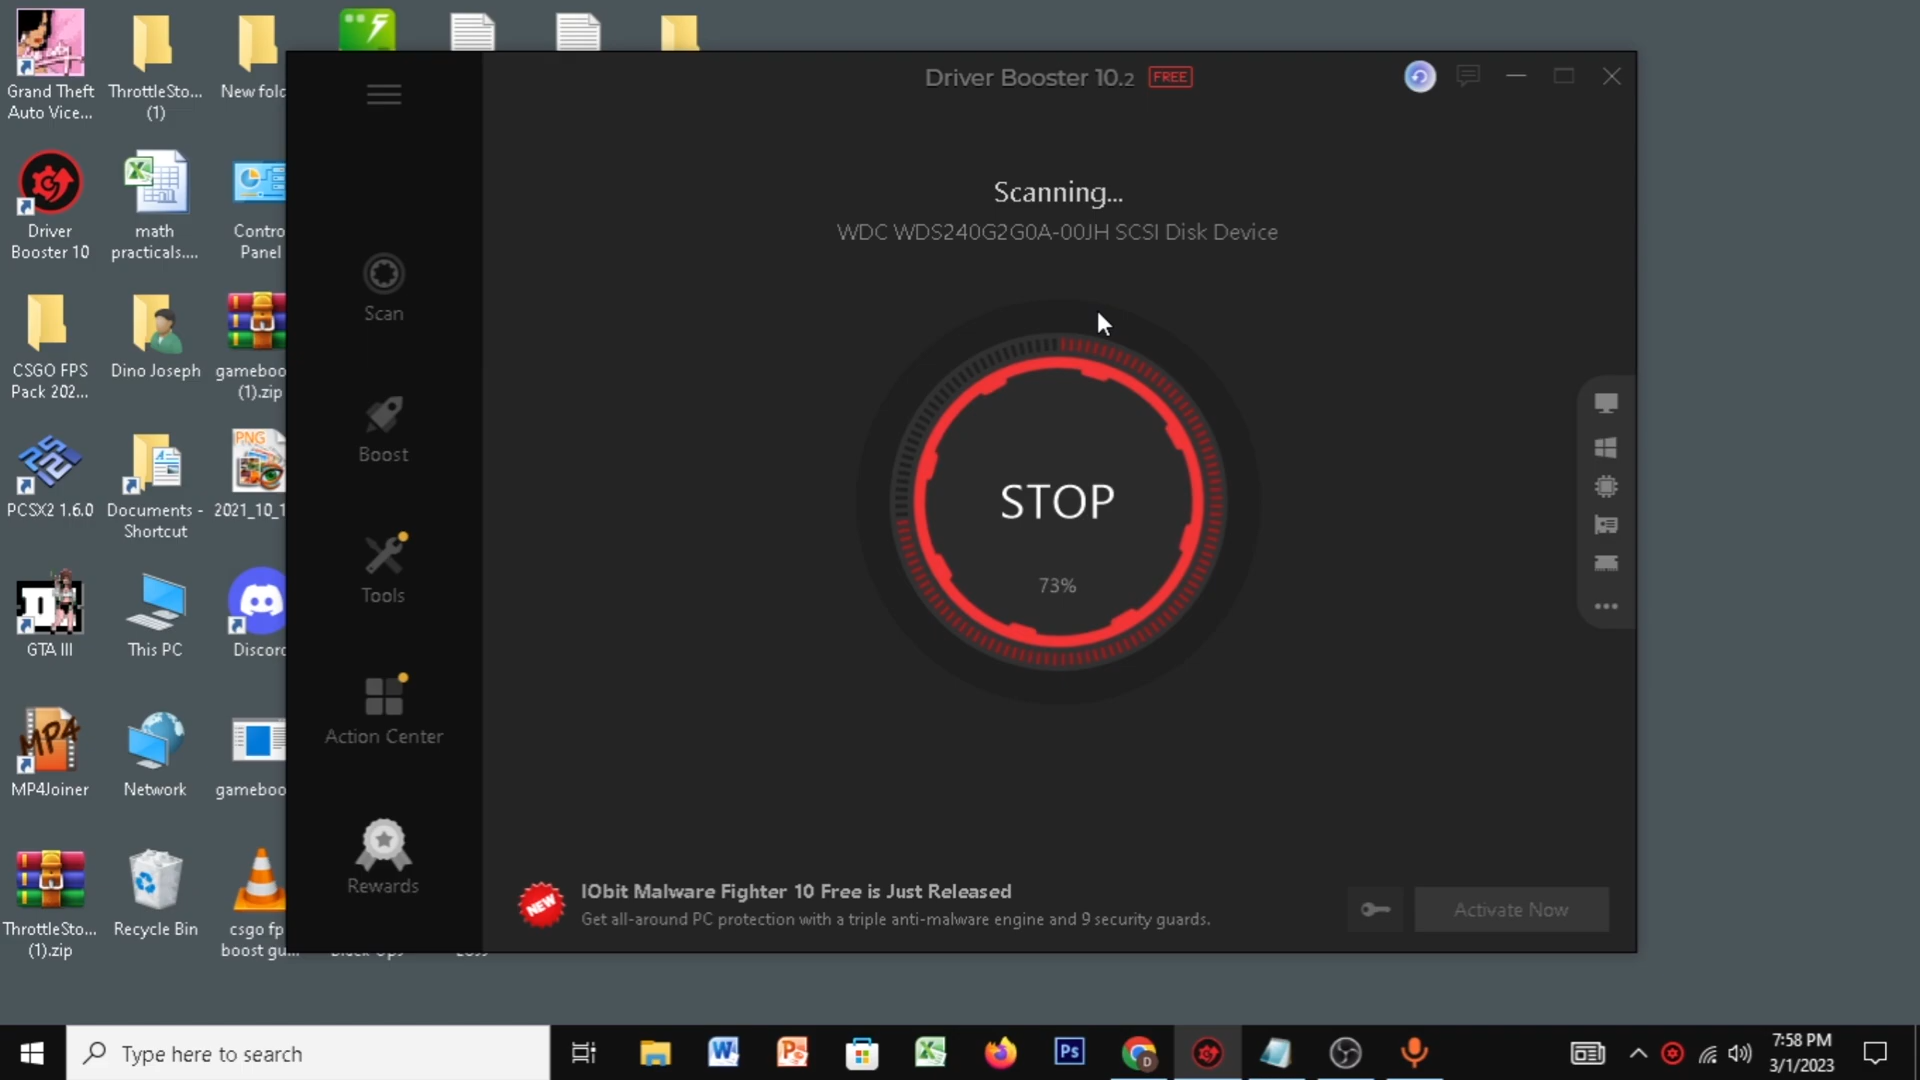 Grand Theft
Auto Vice...
ThrottleSto...
(1)
New fold
Driver
Booster 10
math
practicals....
Contro
Panel
CSGO FPS
Pack 202...
Dino Joseph
gameboo
(1).zip
PCSX2 1.6.0
Documents -
Shortcut
PNG
2021_10_1
GTA III
This PC
Discord
MP4
MP4Joiner
Network
gameboo
ThrottleSto...
(1).zip
Recycle Bin
csgo fp
boost gu...
Driver Booster 10.2 FREE
Scanning...
WDC WDS240G2G0A-00JH SCSI Disk Device
STOP
73%
Scan
Boost
Tools
Action Center
Rewards
NEW
IObit Malware Fighter 10 Free is Just Released
Get all-around PC protection with a triple anti-malware engine and 9 security guards.
Activate Now
Type here to search
Ps
D
7:58 PM
3/1/2023